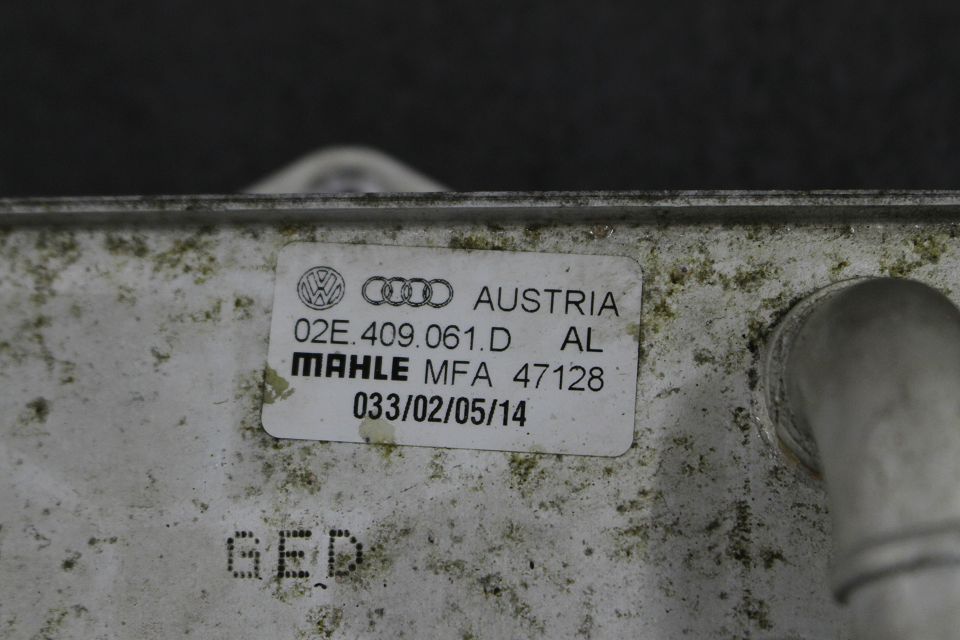 AUSTRIA
02E.409.061.D AL
MAHLE MFA 47128
033/02/05/14
GED